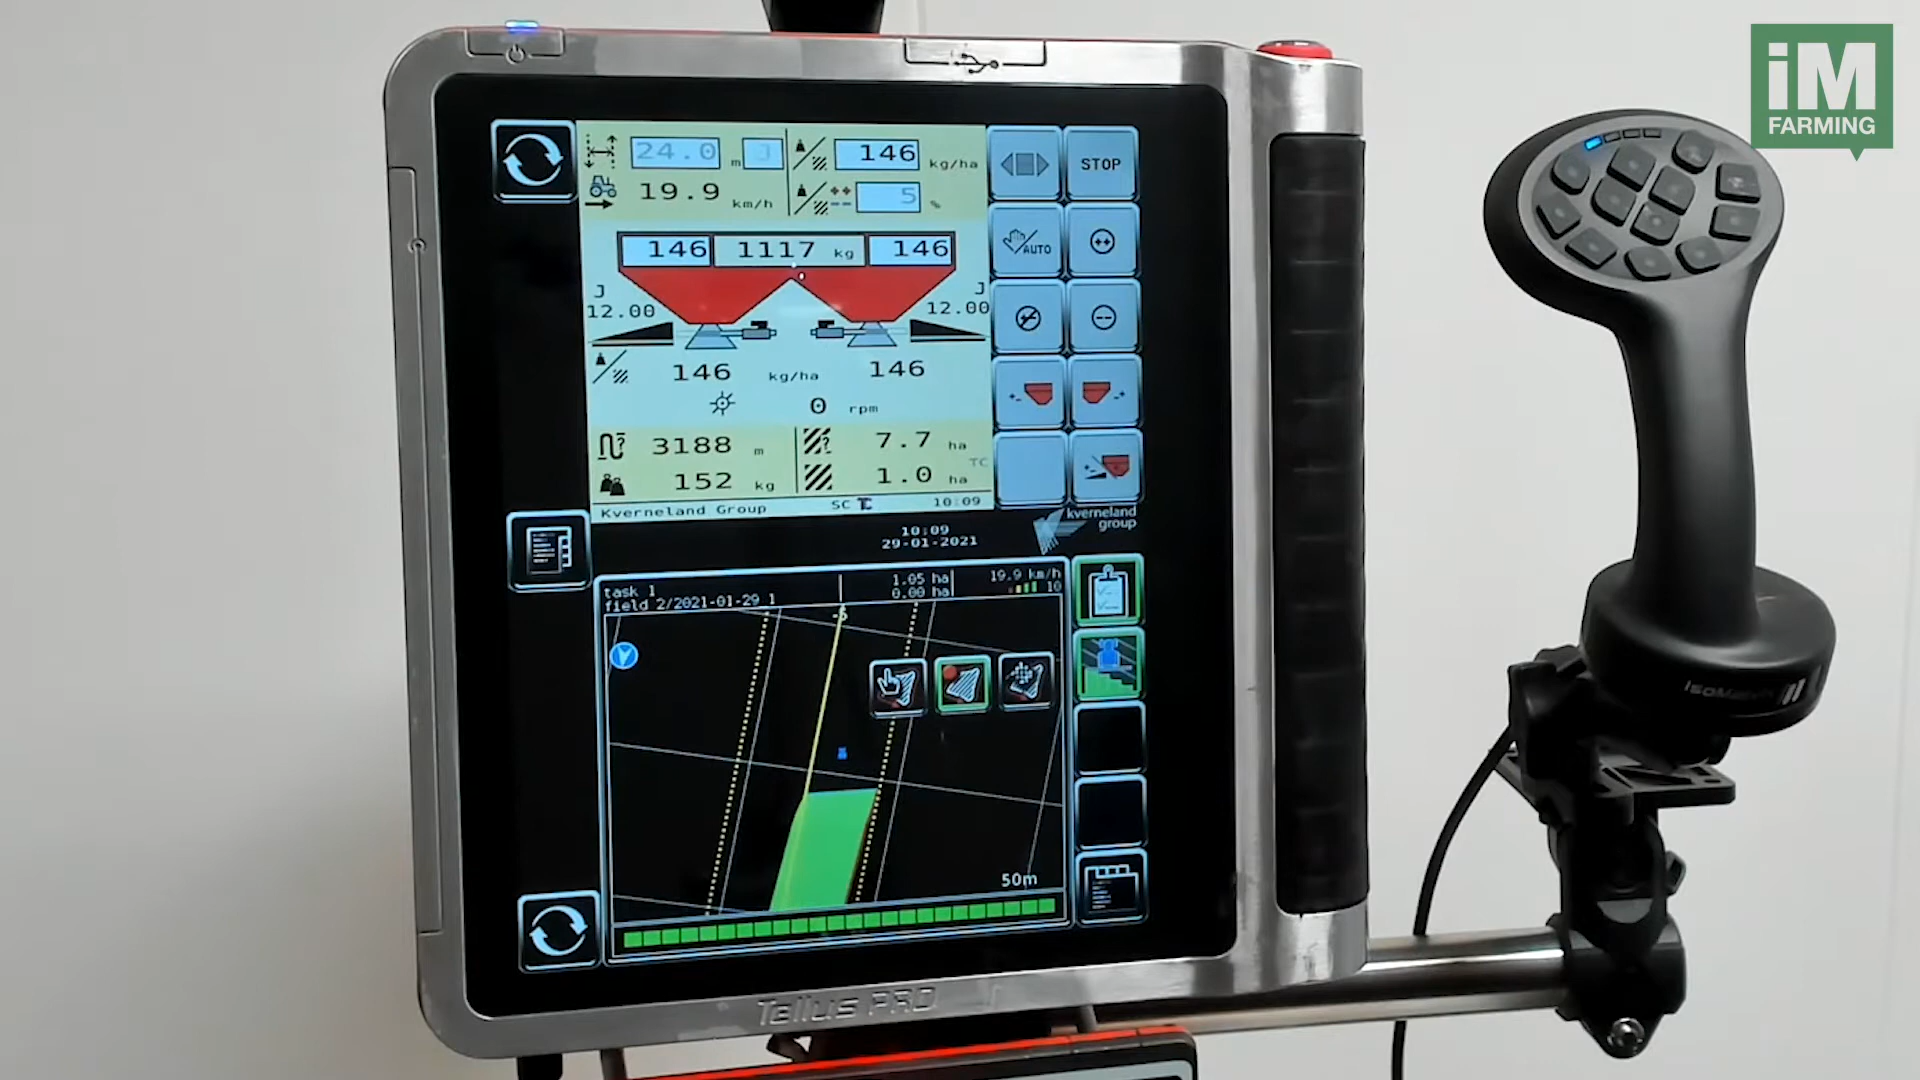 iM
FARMING
24.0 m J 146 kg/ha
STOP
19.9 km/h 5 %
146 1117 kg 146
AUTO
J J
12.00 12.00
146 kg/ha 146
0 rpm
3188 m 7.7 ha
TC
152 kg 1.0 ha
Kverneland Group SC TC 10:09
kverneland
group
10:09
29-01-2021
task 1 1.05 ha 19.9 km/h
field 2/2021-01-29 1 0.00 ha 10
-5
50m
Tellus PRO
IsoMatch